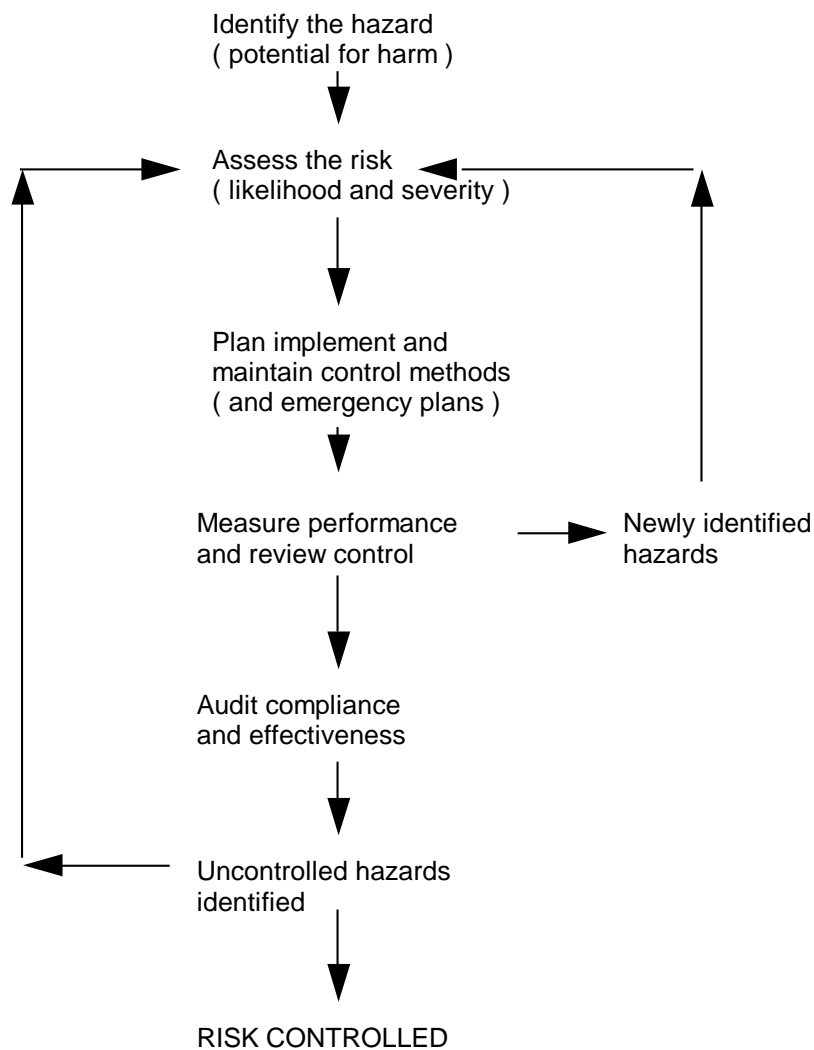 Identify the hazard
( potential for harm )
Assess the risk
( likelihood and severity )
Plan implement and
maintain control methods
( and emergency plans )
Measure performance
and review control
Newly identified
hazards
Audit compliance
and effectiveness
Uncontrolled hazards
identified
RISK CONTROLLED